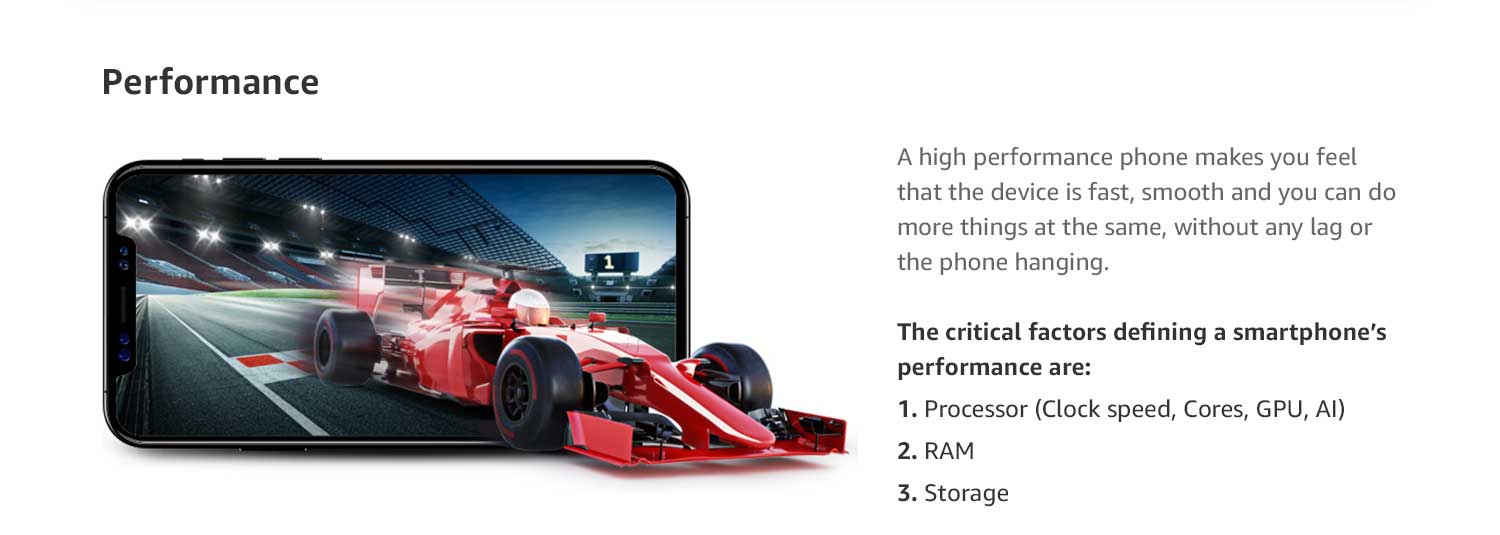 Performance
1
A high performance phone makes you feel
that the device is fast, smooth and you can do
more things at the same, without any lag or
the phone hanging.
The critical factors defining a smartphone’s
performance are:
1. Processor (Clock speed, Cores, GPU, AI)
2. RAM
3. Storage